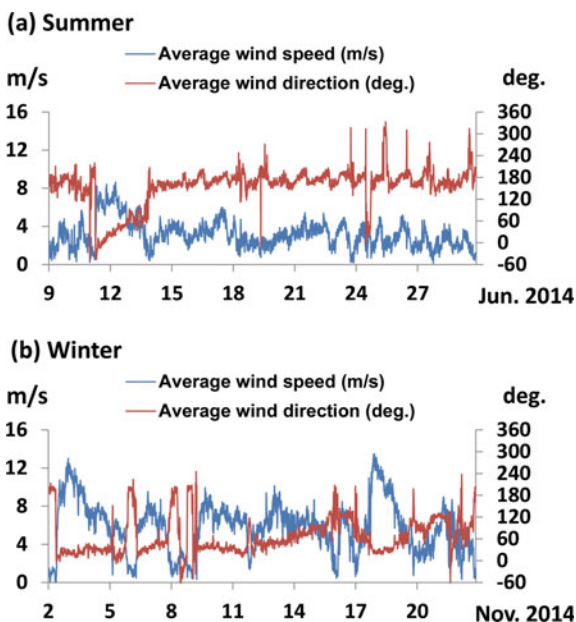 (a) Summer
Average wind speed (m/s)
m/s Average wind direction (deg.) deg.
16 360
300
12 240
8 180
120
4 60
0
0 -60
9 12 15 18 21 24 27 Jun. 2014
(b) Winter
Average wind speed (m/s)
m/s Average wind direction (deg.) deg.
16 360
300
12 240
8 180
120
4 60
0
0 -60
2 5 8 11 14 17 20 Nov. 2014